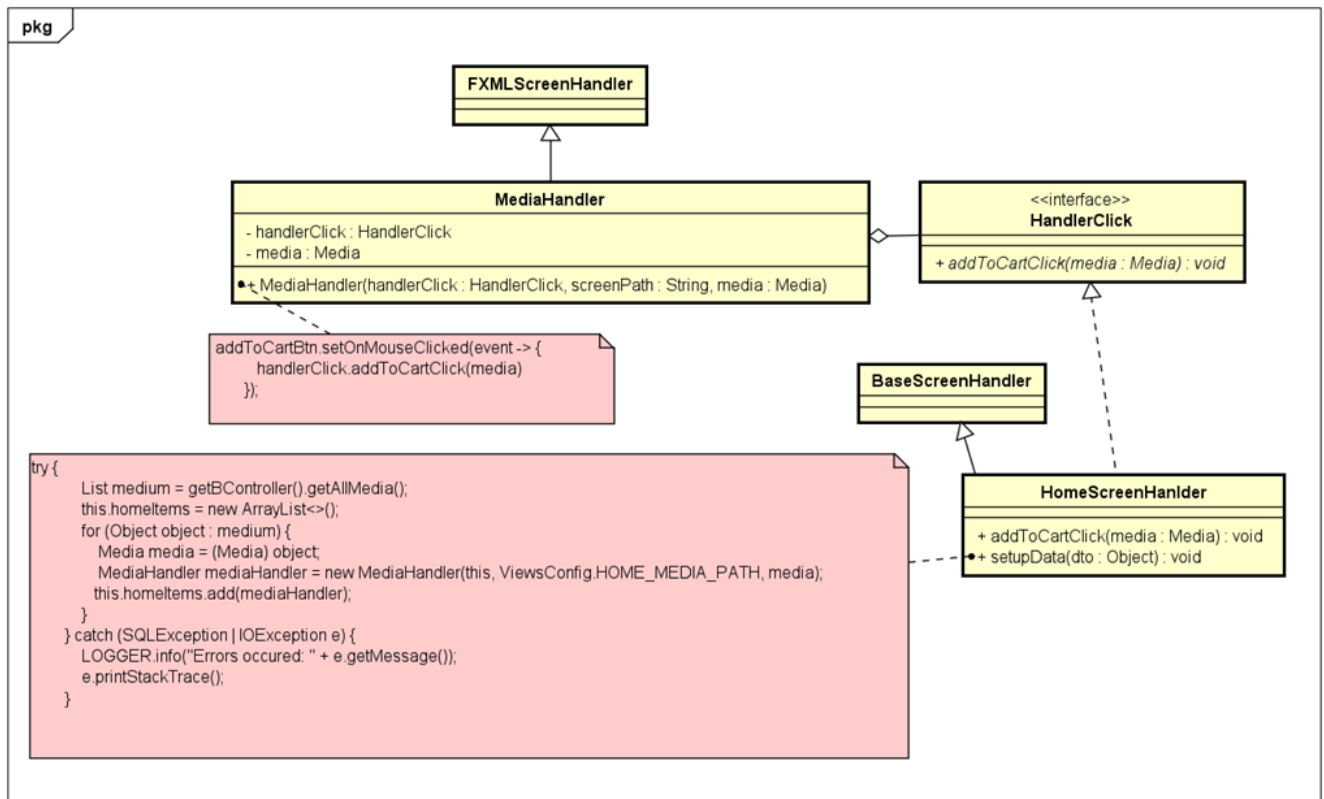 pkg
FXMLScreenHandler
MediaHandler
- handlerClick : HandlerClick
- media : Media
+ MediaHandler(handlerClick : HandlerClick, screenPath : String, media : Media)
<<interface>>
HandlerClick
+ addToCartClick(media : Media) : void
addToCartBtn.setOnMouseClicked(event -> {
handlerClick.addToCartClick(media)
});
BaseScreenHandler
HomeScreenHanlder
+ addToCartClick(media : Media) : void
+ setupData(dto : Object) : void
try {
List medium = getBController().getAllMedia();
this.homeItems = new ArrayList<>();
for (Object object : medium) {
Media media = (Media) object;
MediaHandler mediaHandler = new MediaHandler(this, ViewsConfig.HOME_MEDIA_PATH, media);
this.homeItems.add(mediaHandler);
}
} catch (SQLException | IOException e) {
LOGGER.info("Errors occured: " + e.getMessage());
e.printStackTrace();
}